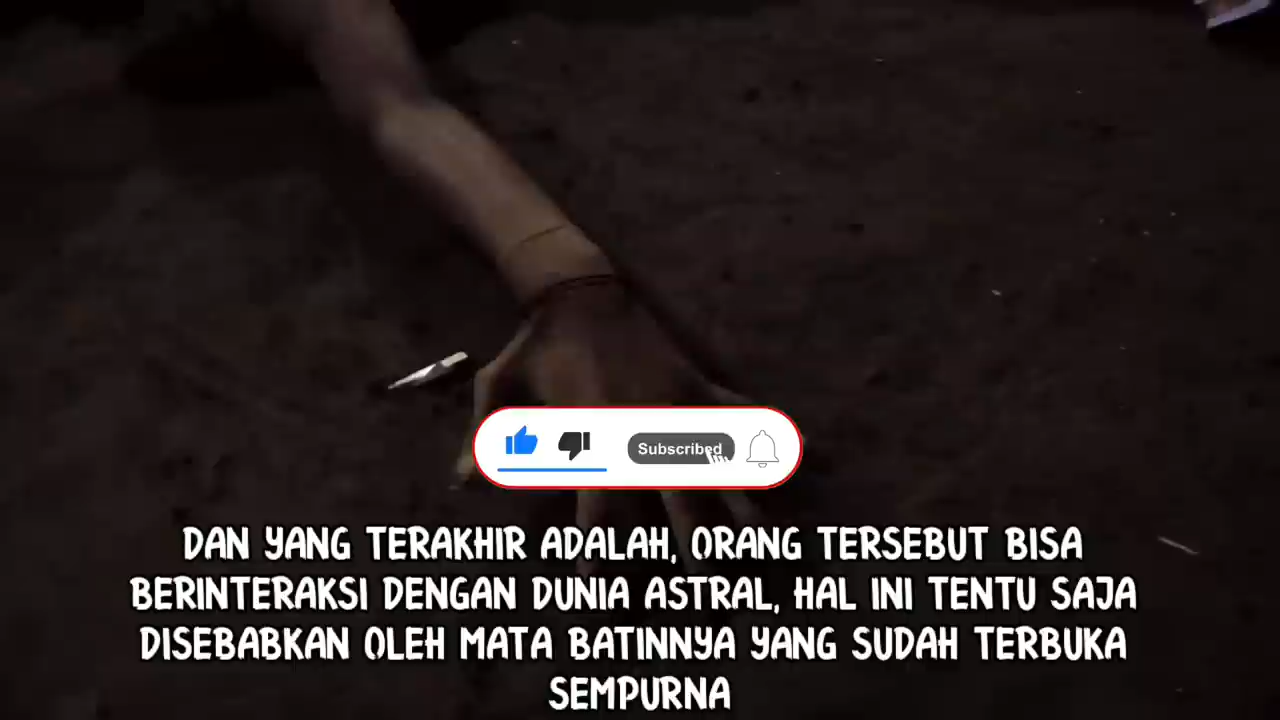 Subscribed
DAN YANG TERAKHIR ADALAH, ORANG TERSEBUT BISA
BERINTERAKSI DENGAN DUNIA ASTRAL, HAL INI TENTU SAJA
DISEBABKAN OLEH MATA BATINNYA YANG SUDAH TERBUKA
SEMPURNA